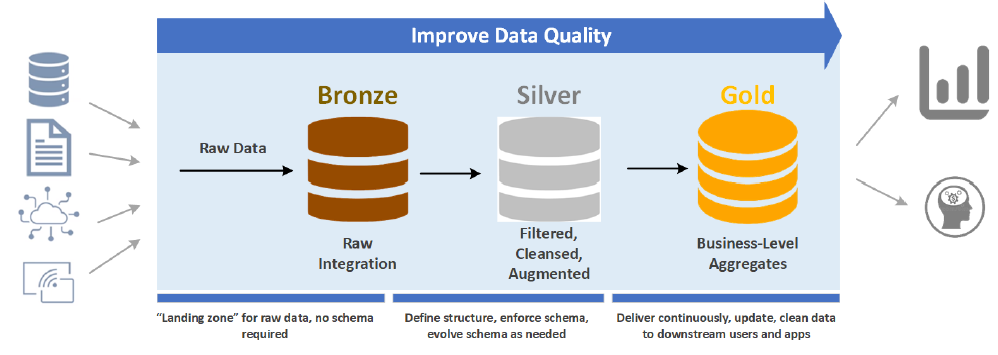 Improve Data Quality
Bronze
Silver
Gold
Raw Data
Raw
Integration
Filtered,
Cleansed,
Augmented
Business-Level
Aggregates
"Landing zone" for raw data, no schema
required
Define structure, enforce schema,
evolve schema as needed
Deliver continuously, update, clean data
to downstream users and apps